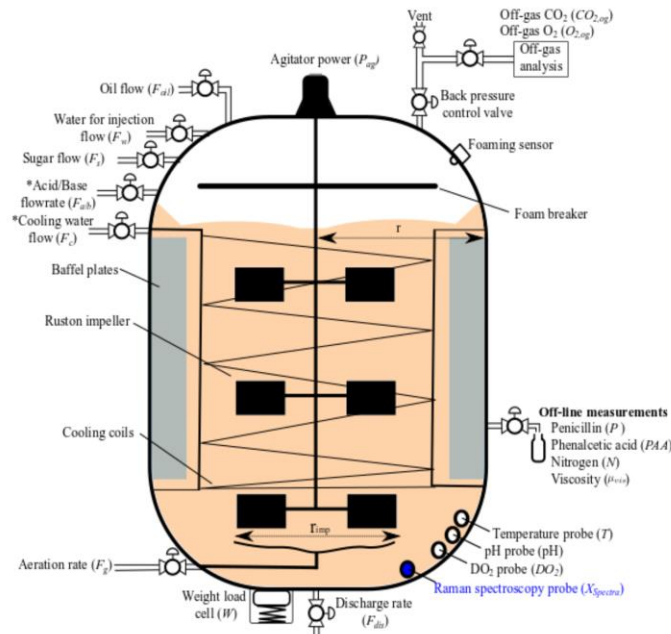 Vent
Off-gas CO2 (CO2,og)
Off-gas O2 (O2,og)
Off-gas
analysis
Agitator power (Pag)
Back pressure
control valve
Oil flow (Foil)
Water for injection
flow (Fw)
Sugar flow (Fs)
*Acid/Base
flowrate (Fa/b)
*Cooling water
flow (Fc)
Foaming sensor
Foam breaker
r
Baffel plates
Ruston impeller
Cooling coils
Off-line measurements
Penicillin (P)
Phenalcetic acid (PAA)
Nitrogen (N)
Viscosity (μvis)
rimp
Temperature probe (T)
pH probe (pH)
DO2 probe (DO2)
Raman spectroscopy probe (XSpectra)
Aeration rate (Fg)
Weight load
cell (W)
Discharge rate
(Fdis)